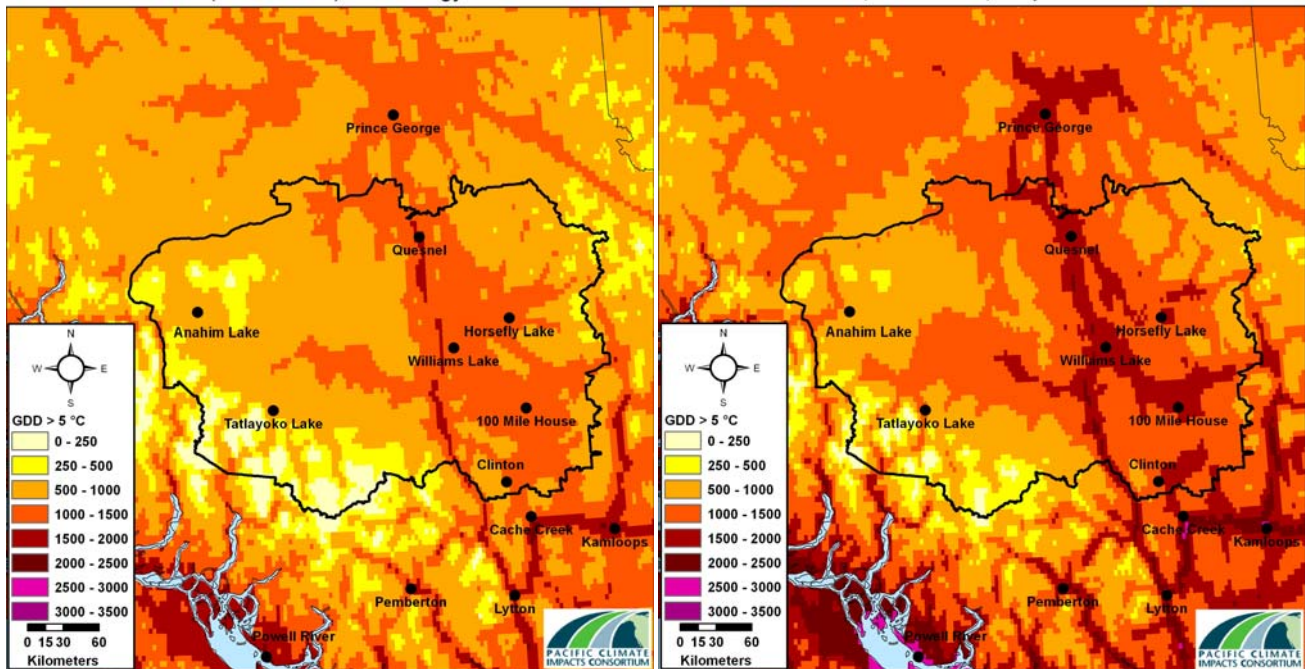 Prince George
Quesnel
Anahim Lake
Horsefly Lake
Williams Lake
Tatlayoko Lake
100 Mile House
Clinton
Cache Creek
Kamloops
Pemberton
Lytton
Powell River
N
W E
S
GDD > 5 °C
0 - 250
250 - 500
500 - 1000
1000 - 1500
1500 - 2000
2000 - 2500
2500 - 3000
3000 - 3500
0 15 30 60
Kilometers
PACIFIC CLIMATE
IMPACTS CONSORTIUM
Prince George
Quesnel
Anahim Lake
Horsefly Lake
Williams Lake
Tatlayoko Lake
100 Mile House
Clinton
Cache Creek
Kamloops
Pemberton
Lytton
Powell River
N
W E
S
GDD > 5 °C
0 - 250
250 - 500
500 - 1000
1000 - 1500
1500 - 2000
2000 - 2500
2500 - 3000
3000 - 3500
0 15 30 60
Kilometers
PACIFIC CLIMATE
IMPACTS CONSORTIUM